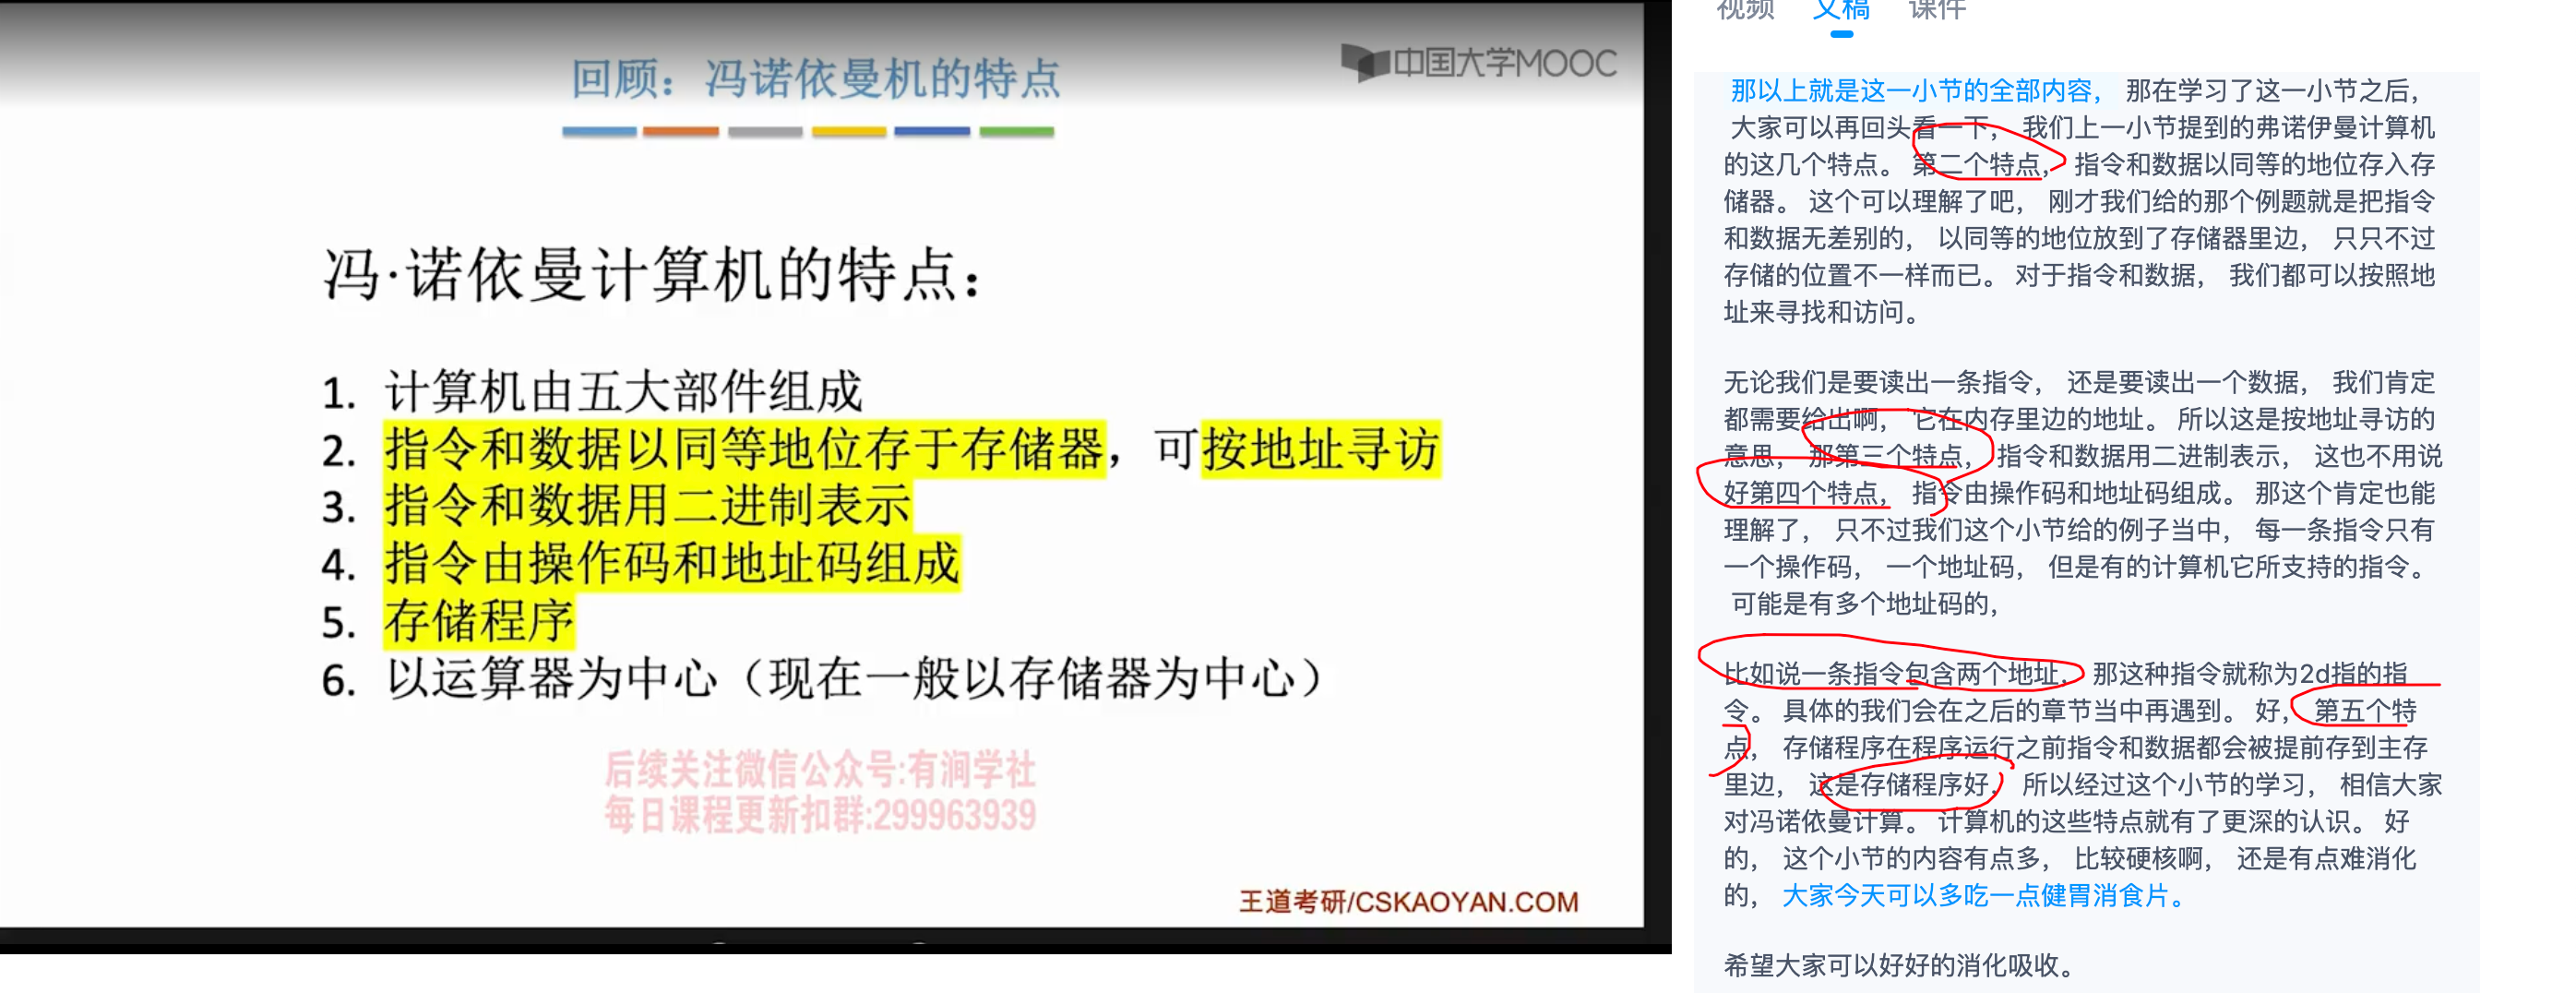 回顾：冯诺依曼机的特点
中国大学MOOC
冯·诺依曼计算机的特点：
1. 计算机由五大部件组成
2. 指令和数据以同等地位存于存储器，可按地址寻访
3. 指令和数据用二进制表示
4. 指令由操作码和地址码组成
5. 存储程序
6. 以运算器为中心（现在一般以存储器为中心）
后续关注微信公众号:有涧学社
每日课程更新扣群:299963939
王道考研/CSKAOYAN.COM
视频 文稿 课件
那以上就是这一小节的全部内容， 那在学习了这一小节之后，
大家可以再回头看一下， 我们上一小节提到的弗诺伊曼计算机
的这几个特点。 第二个特点， 指令和数据以同等的地位存入存
储器。 这个可以理解了吧， 刚才我们给的那个例题就是把指令
和数据无差别的， 以同等的地位放到了存储器里边， 只只不过
存储的位置不一样而已。 对于指令和数据， 我们都可以按照地
址来寻找和访问。
无论我们是要读出一条指令， 还是要读出一个数据， 我们肯定
都需要给出啊， 它在内存里边的地址。 所以这是按地址寻访的
意思， 那第三个特点， 指令和数据用二进制表示， 这也不用说
好第四个特点， 指令由操作码和地址码组成。 那这个肯定也能
理解了， 只不过我们这个小节给的例子当中， 每一条指令只有
一个操作码， 一个地址码， 但是有的计算机它所支持的指令。
可能是有多个地址码的，
比如说一条指令包含两个地址， 那这种指令就称为2d指的指
令。 具体的我们会在之后的章节当中再遇到。 好， 第五个特
点， 存储程序在程序运行之前指令和数据都会被提前存到主存
里边， 这是存储程序好， 所以经过这个小节的学习， 相信大家
对冯诺依曼计算。 计算机的这些特点就有了更深的认识。 好
的， 这个小节的内容有点多， 比较硬核啊， 还是有点难消化
的， 大家今天可以多吃一点健胃消食片。
希望大家可以好好的消化吸收。